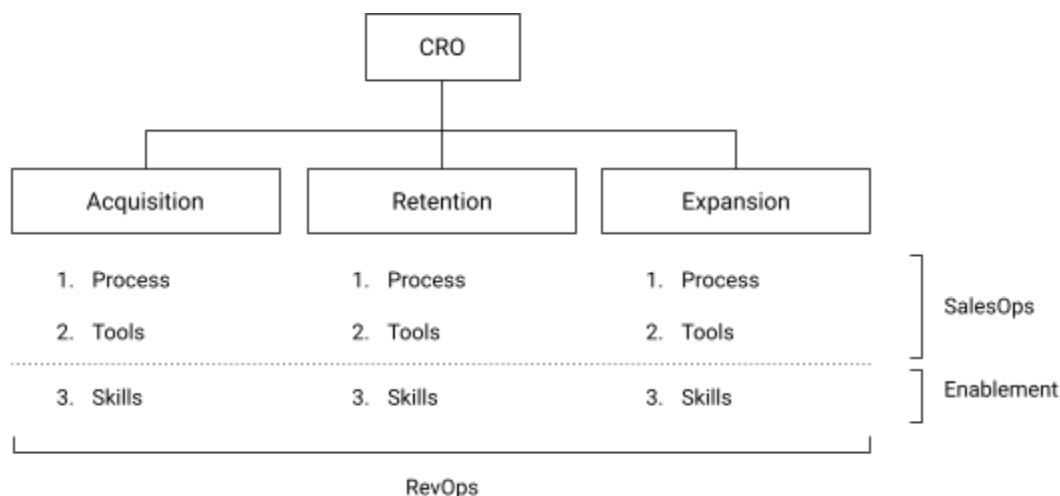 CRO
Acquisition Retention Expansion
1. Process 1. Process 1. Process
SalesOps
2. Tools 2. Tools 2. Tools
3. Skills 3. Skills 3. Skills
Enablement
RevOps